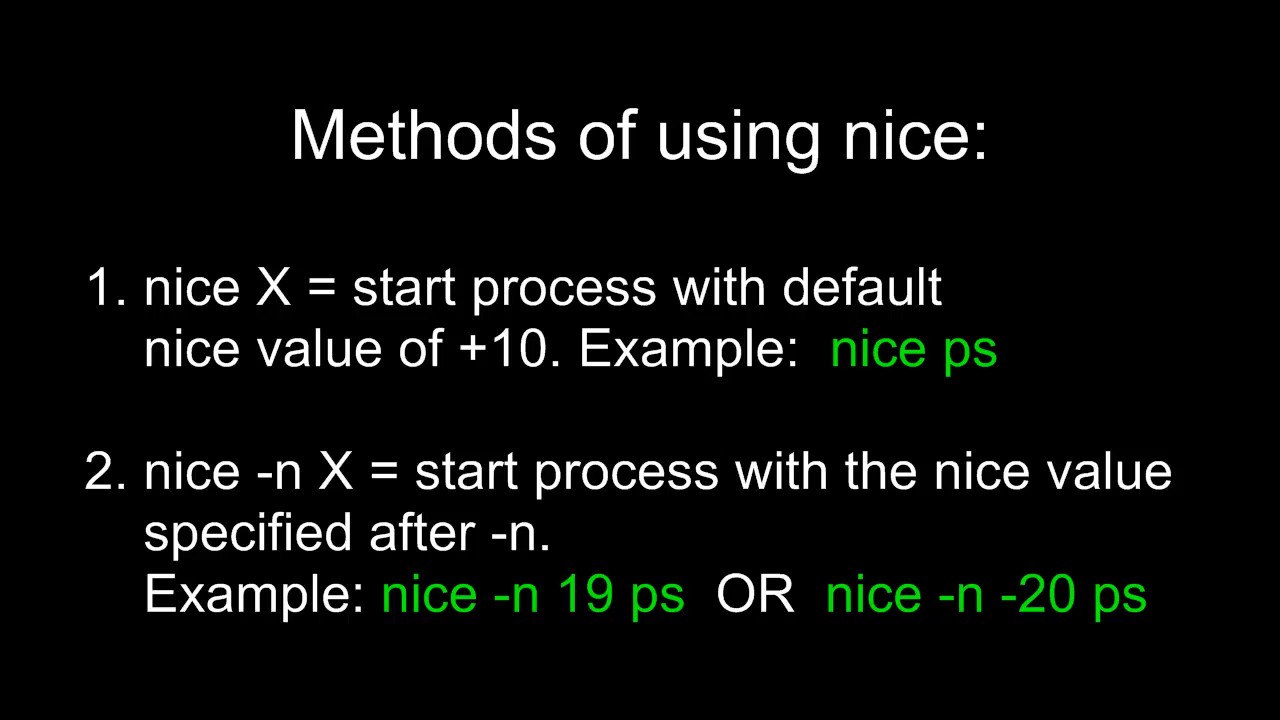 Methods of using nice:
1. nice X = start process with default
nice value of +10. Example: nice ps
2. nice -n X = start process with the nice value
specified after -n.
Example: nice -n 19 ps OR nice -n -20 ps